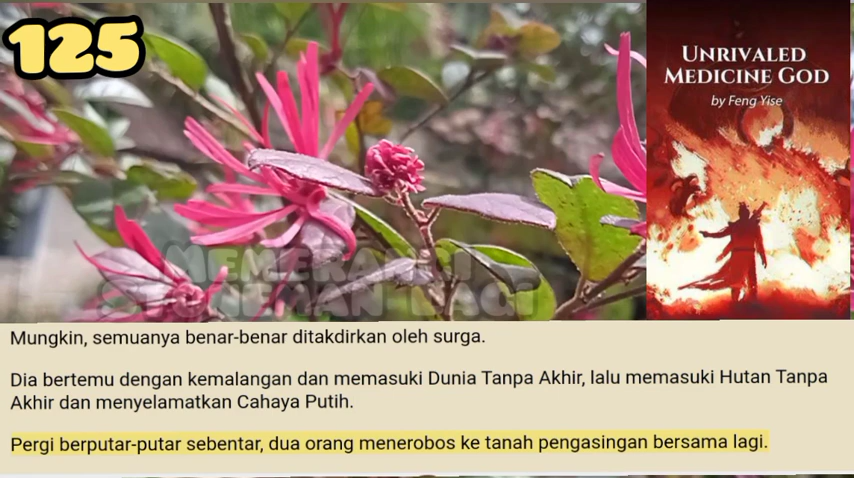 125
UNRIVALED
MEDICINE GOD
by Feng Yise
STONEMAN
Mungkin, semuanya benar-benar ditakdirkan oleh surga.
Dia bertemu dengan kemalangan dan memasuki Dunia Tanpa Akhir, lalu memasuki Hutan Tanpa
Akhir dan menyelamatkan Cahaya Putih.
Pergi berputar-putar sebentar, dua orang menerobos ke tanah pengasingan bersama lagi.